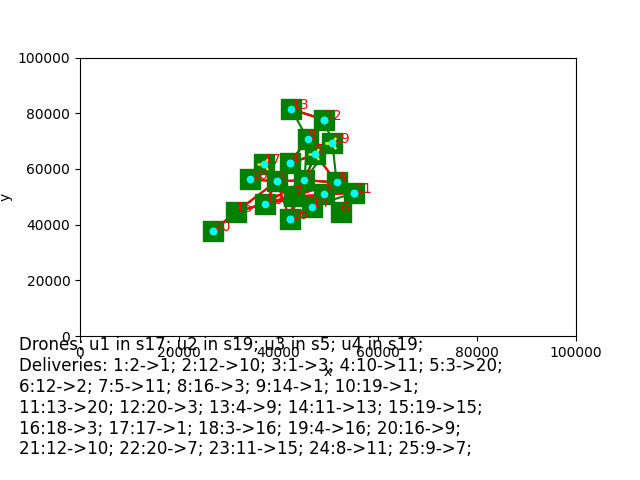 100000
80000
60000
40000
20000
0
y
13
12
19
11
20
0
20000
40000
60000
80000
100000
x
Drones: u1 in s17; u2 in s19; u3 in s5; u4 in s19;
Deliveries: 1:2->1; 2:12->10; 3:1->3; 4:10->11; 5:3->20;
6:12->2; 7:5->11; 8:16->3; 9:14->1; 10:19->1;
11:13->20; 12:20->3; 13:4->9; 14:11->13; 15:19->15;
16:18->3; 17:17->1; 18:3->16; 19:4->16; 20:16->9;
21:12->10; 22:20->7; 23:11->15; 24:8->11; 25:9->7;